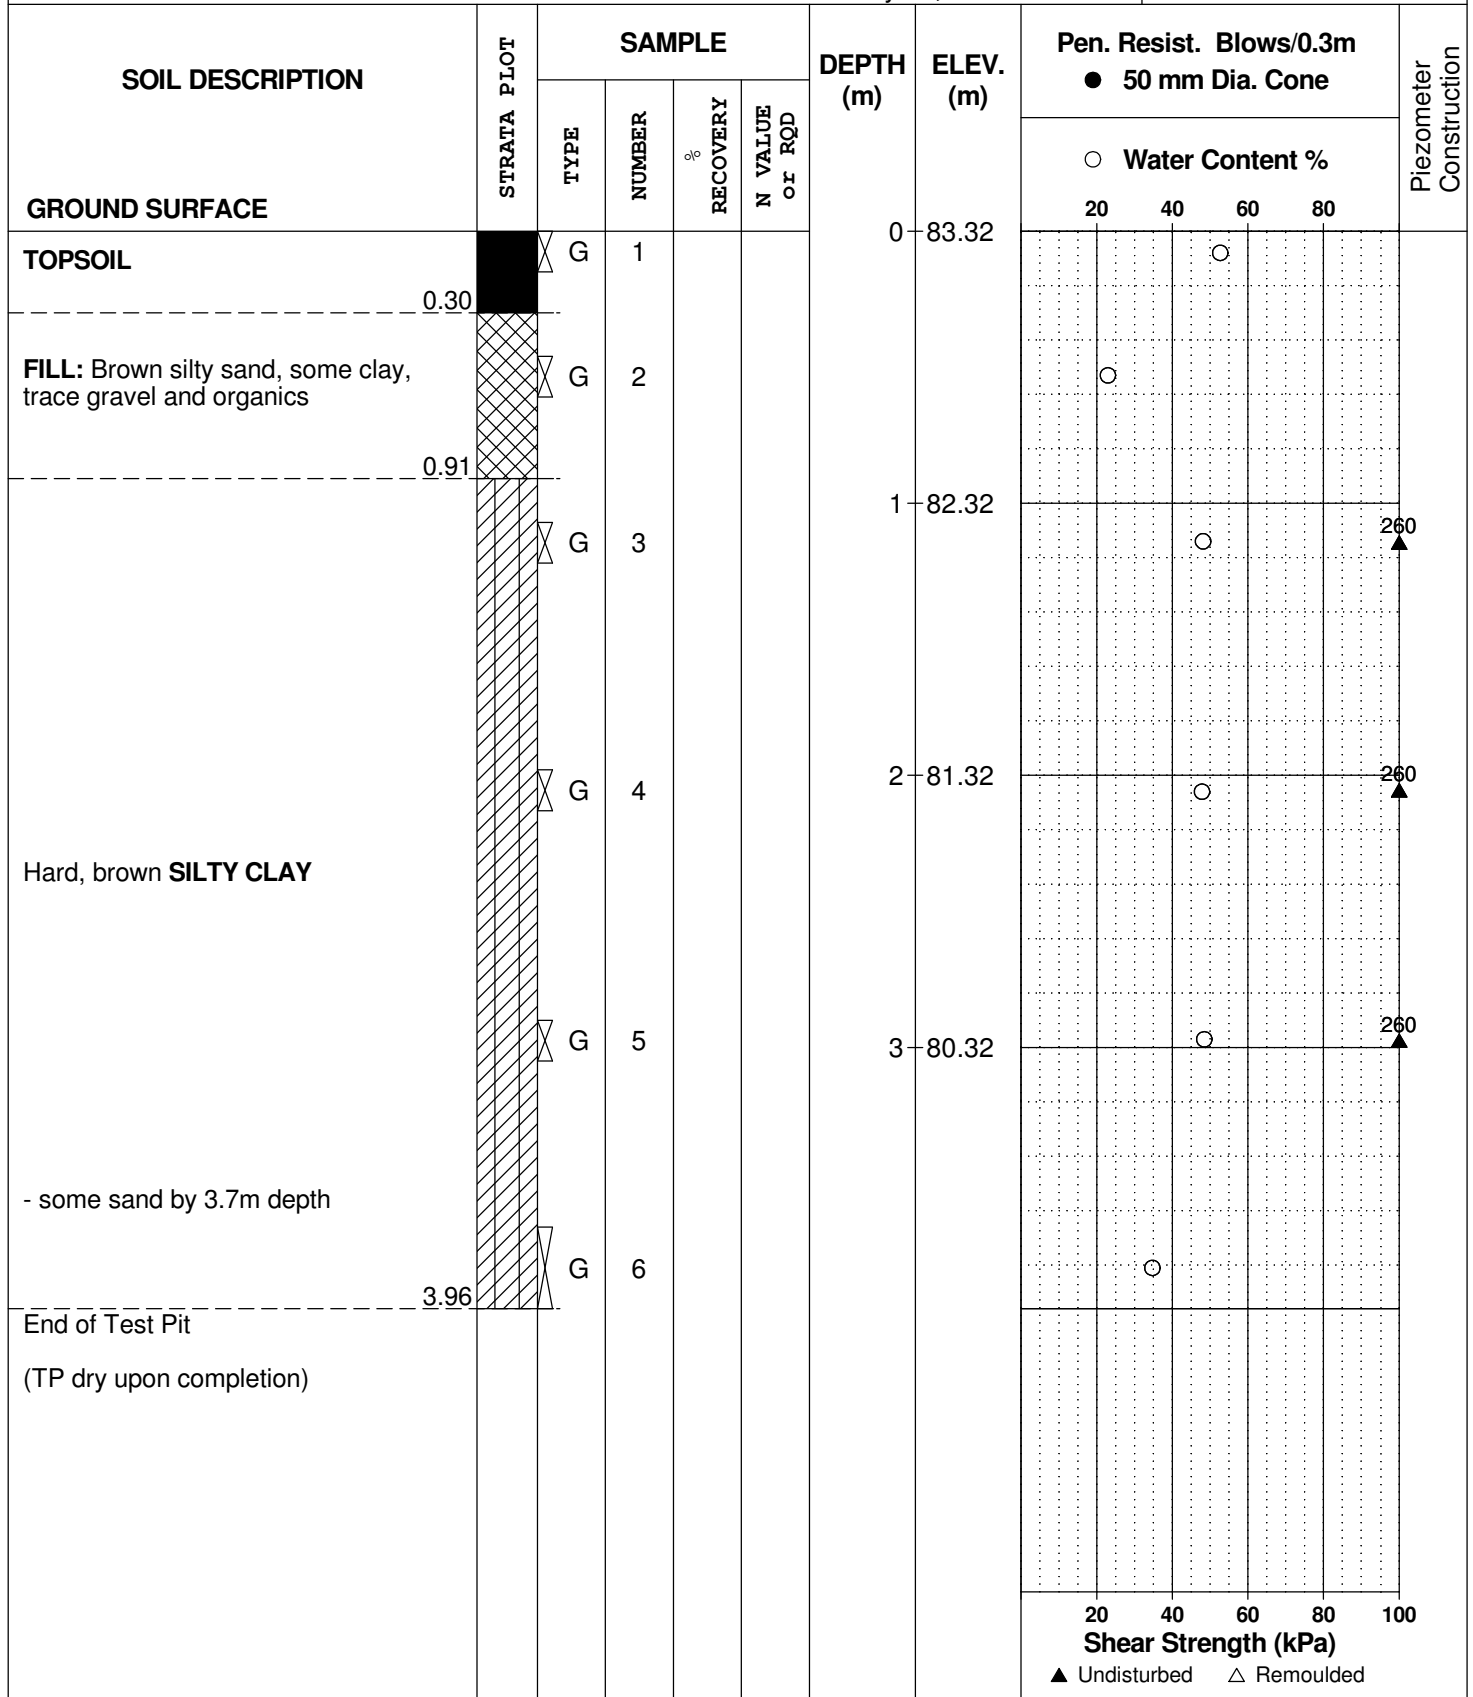 SOIL DESCRIPTION
GROUND SURFACE
STRATA PLOT
SAMPLE
TYPE
NUMBER
%
RECOVERY
N VALUE
or RQD
DEPTH
(m)
ELEV.
(m)
Pen. Resist. Blows/0.3m
● 50 mm Dia. Cone
○ Water Content %
20 40 60 80
Piezometer
Construction
TOPSOIL
0.30
G 1
0 83.32
FILL: Brown silty sand, some clay,
trace gravel and organics
0.91
G 2
1 82.32
G 3
260
2 81.32
G 4
260
Hard, brown SILTY CLAY
G 5
260
3 80.32
- some sand by 3.7m depth
G 6
3.96
End of Test Pit
(TP dry upon completion)
20 40 60 80 100
Shear Strength (kPa)
▲ Undisturbed △ Remoulded